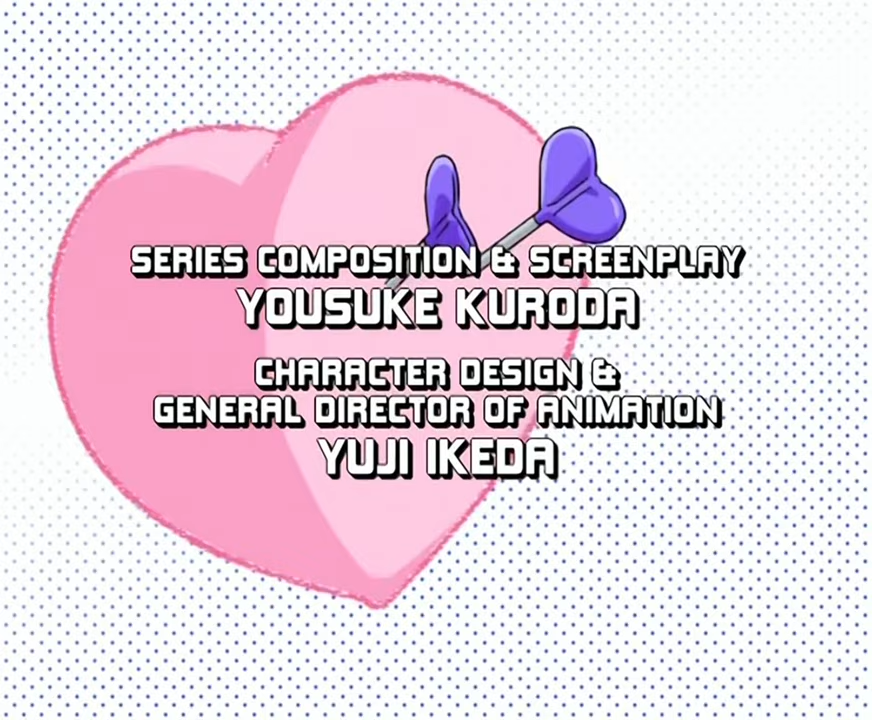 SERIES COMPOSITION & SCREENPLAY
YOUSUKE KURODA
CHARACTER DESIGN &
GENERAL DIRECTOR OF ANIMATION
YUJI IKEDA